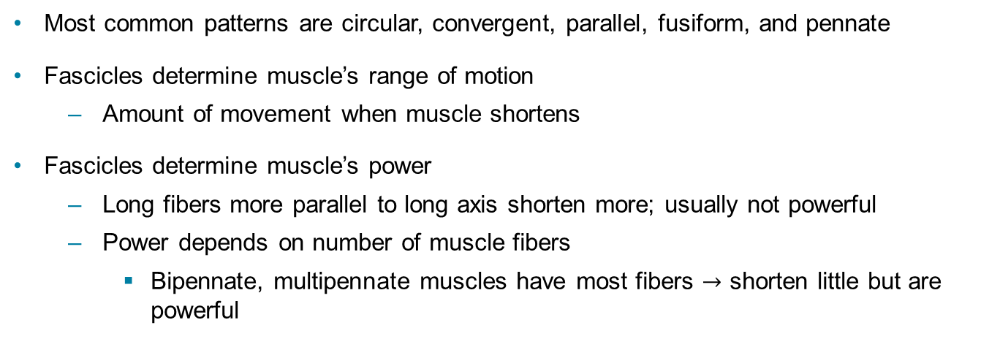 • Most common patterns are circular, convergent, parallel, fusiform, and pennate
• Fascicles determine muscle’s range of motion
– Amount of movement when muscle shortens
• Fascicles determine muscle’s power
– Long fibers more parallel to long axis shorten more; usually not powerful
– Power depends on number of muscle fibers
▪ Bipennate, multipennate muscles have most fibers → shorten little but are
powerful